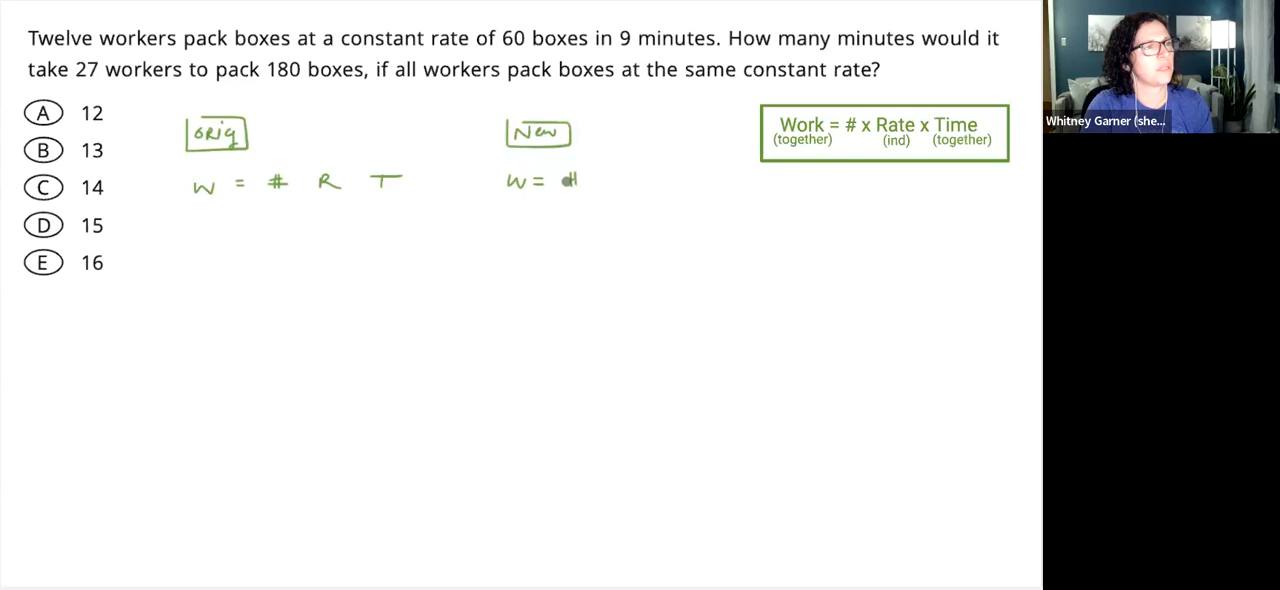 Twelve workers pack boxes at a constant rate of 60 boxes in 9 minutes. How many minutes would it
take 27 workers to pack 180 boxes, if all workers pack boxes at the same constant rate?
A 12
B 13
C 14
D 15
E 16
ORIG
W = # R T
New
W = #
Work = # x Rate x Time
(together) (ind) (together)
Whitney Garner (she...